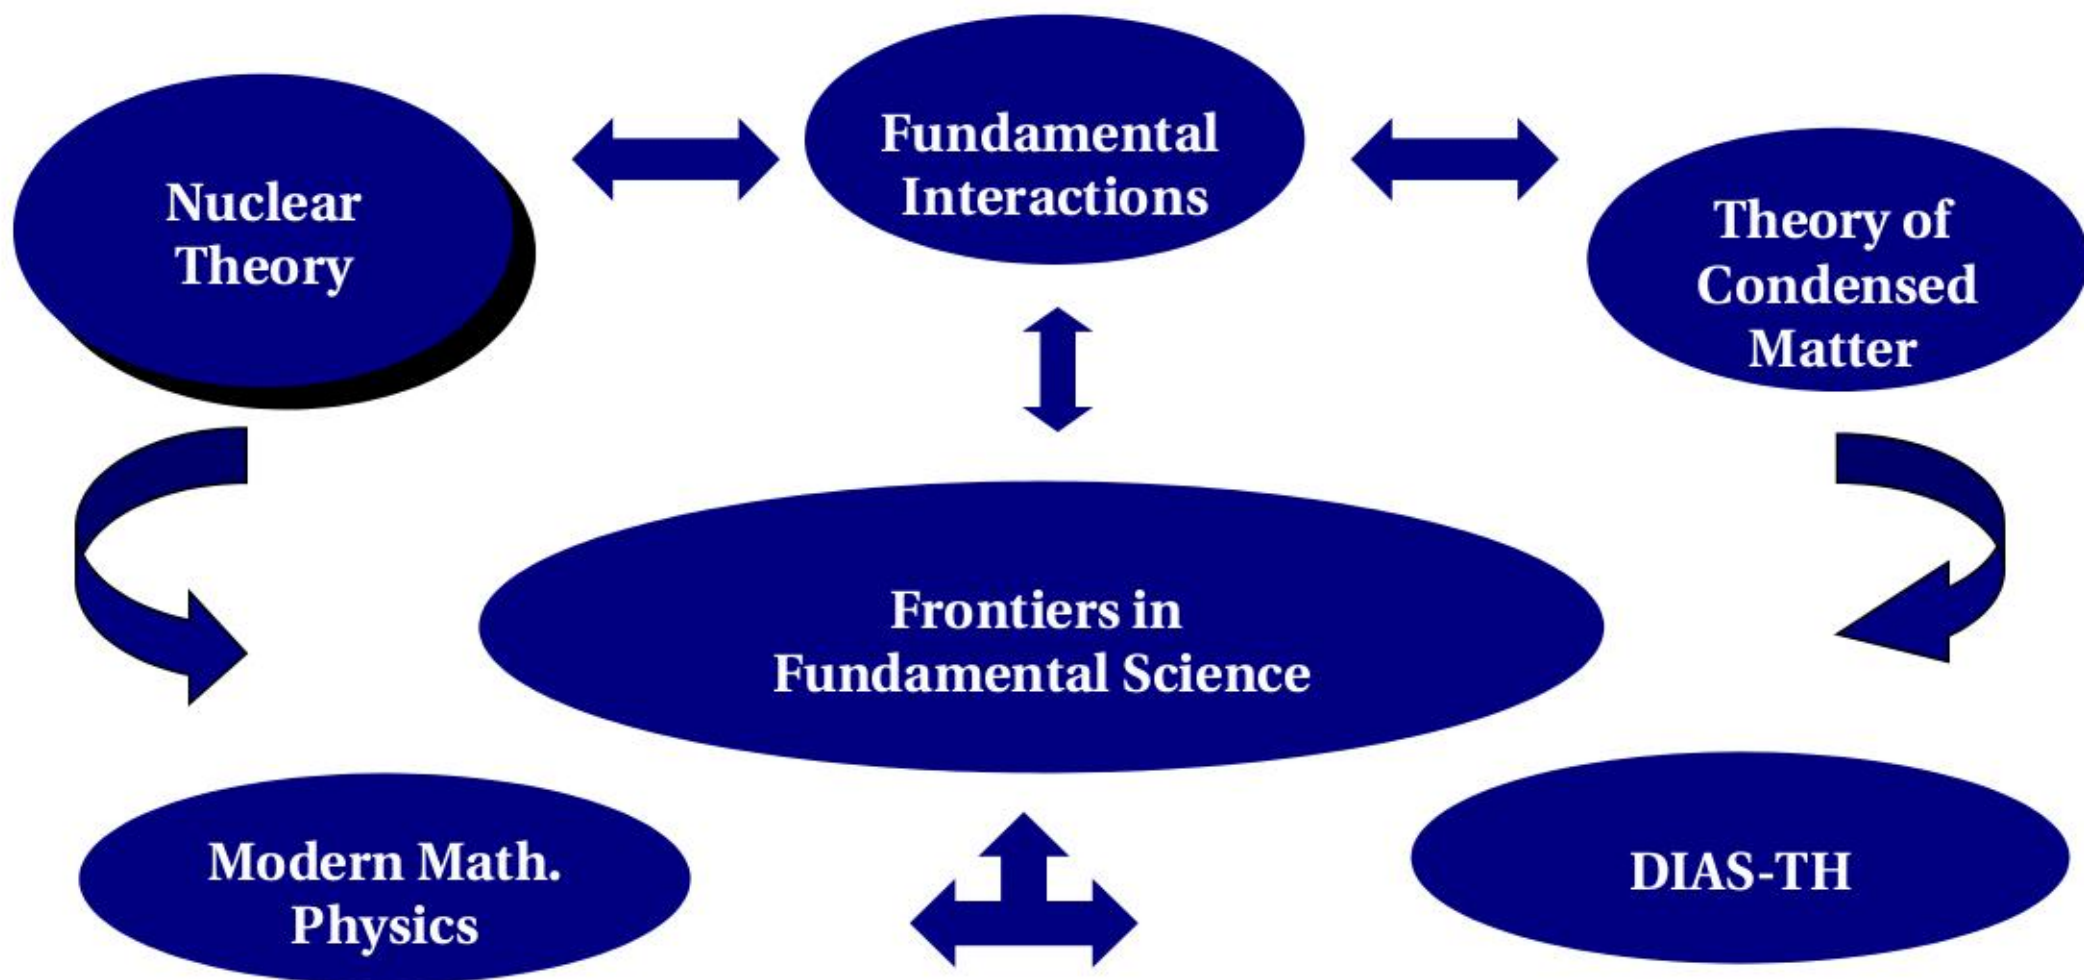 Fundamental
Interactions
Nuclear
Theory
Theory of
Condensed
Matter
Frontiers in
Fundamental Science
Modern Math.
Physics
DIAS-TH